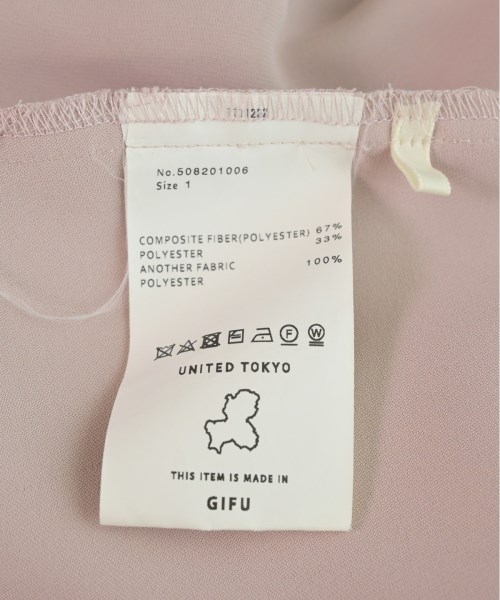 No.508201006
Size 1
COMPOSITE FIBER(POLYESTER) 67%
POLYESTER 33%
ANOTHER FABRIC
POLYESTER 100%
F W
UNITED TOKYO
THIS ITEM IS MADE IN
GIFU